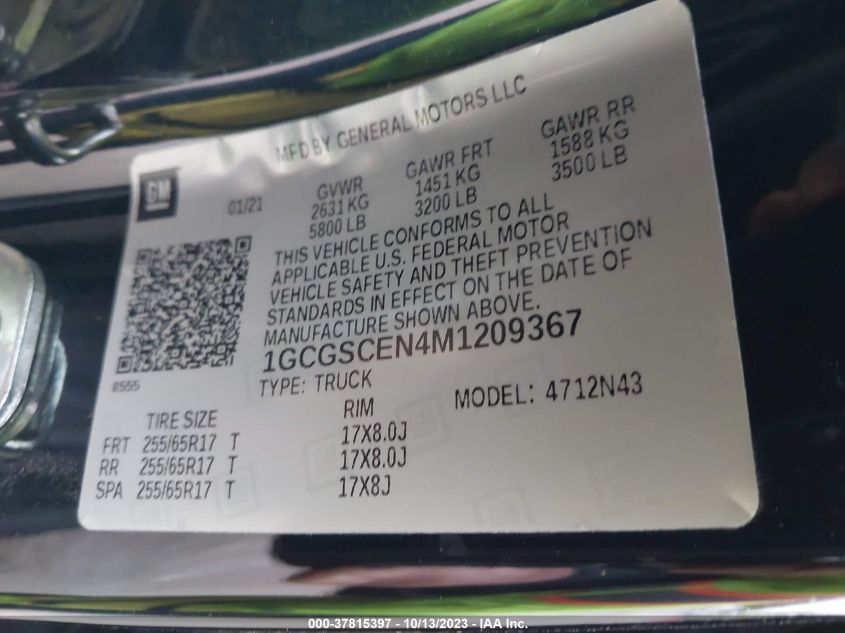 MFD BY GENERAL MOTORS LLC
GM
01/21
GVWR GAWR FRT GAWR RR
2631 KG 1451 KG 1588 KG
5800 LB 3200 LB 3500 LB
THIS VEHICLE CONFORMS TO ALL
APPLICABLE U.S. FEDERAL MOTOR
VEHICLE SAFETY AND THEFT PREVENTION
STANDARDS IN EFFECT ON THE DATE OF
MANUFACTURE SHOWN ABOVE.
1GCGSCEN4M1209367
8555
TYPE: TRUCK MODEL: 4712N43
TIRE SIZE RIM
FRT 255/65R17 T 17X8.0J
RR 255/65R17 T 17X8.0J
SPA 255/65R17 T 17X8J
000-37815397 - 10/13/2023 - IAA Inc.